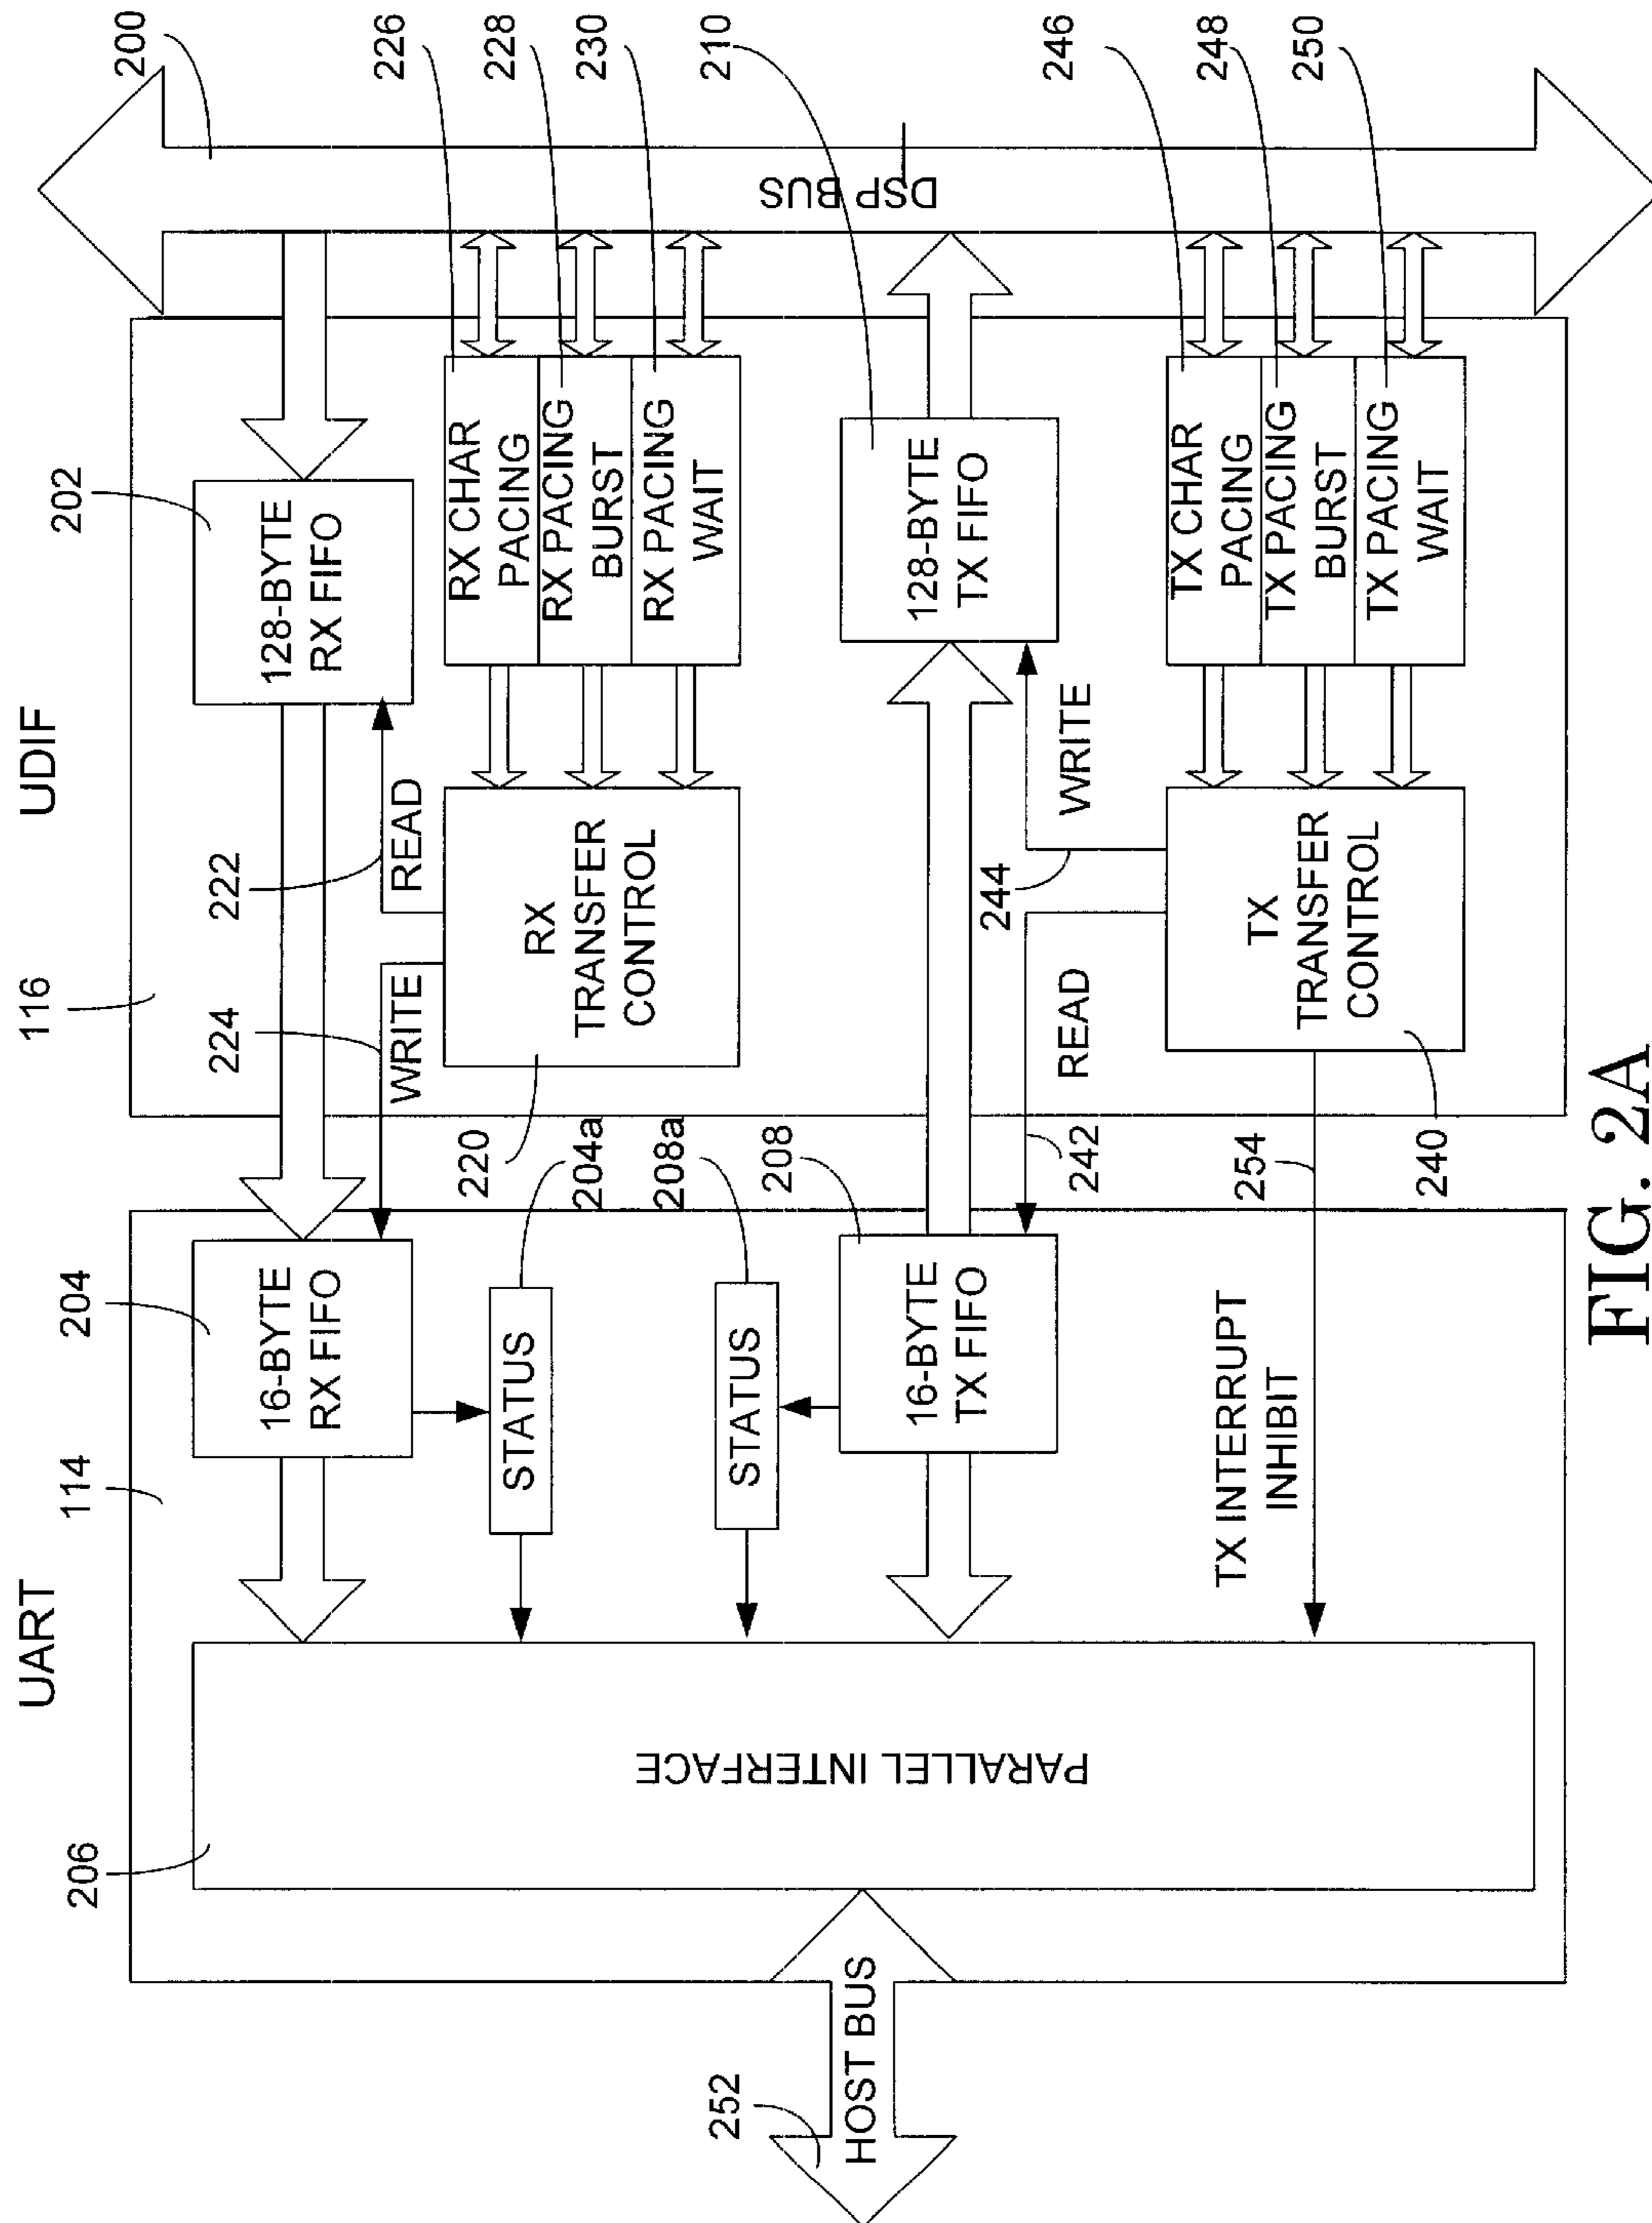 UART
UDIF
114
116
200
204
202
16-BYTE
RX FIFO
128-BYTE
RX FIFO
224
222
WRITE
READ
206
STATUS
204a
220
RX
TRANSFER
CONTROL
RX CHAR
PACING
RX PACING
BURST
RX PACING
WAIT
226
228
230
STATUS
208a
PARALLEL INTERFACE
252
HOST BUS
208
16-BYTE
TX FIFO
128-BYTE
TX FIFO
210
DSP BUS
242
READ
244
WRITE
TX INTERRUPT
INHIBIT
254
240
TX
TRANSFER
CONTROL
TX CHAR
PACING
TX PACING
BURST
TX PACING
WAIT
246
248
250
FIG. 2A